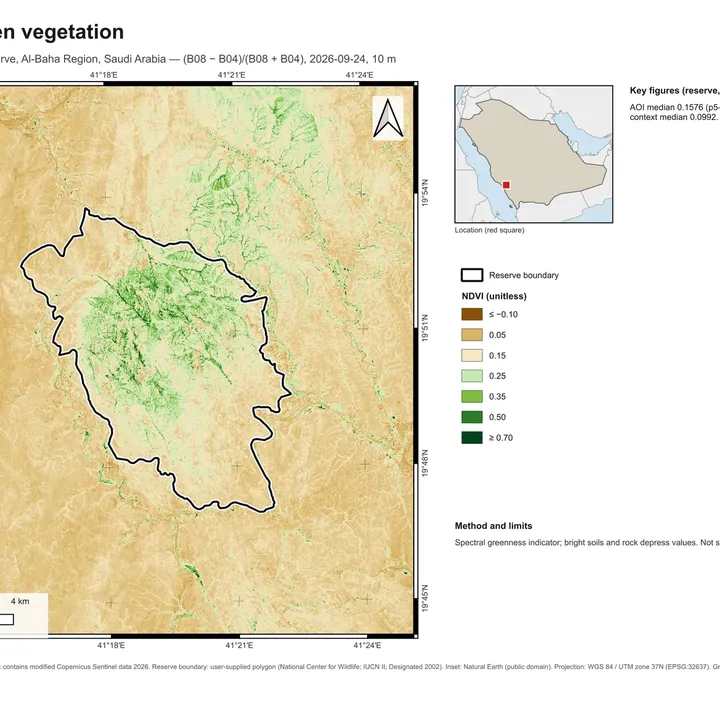 en vegetation
rve, Al-Baha Region, Saudi Arabia — (B08 − B04)/(B08 + B04), 2026-09-24, 10 m
41°18'E 41°21'E 41°24'E
19°54'N
19°51'N
19°48'N
19°45'N
4 km
41°18'E 41°21'E 41°24'E
Location (red square)
Key figures (reserve,
AOI median 0.1576 (p5-
context median 0.0992.
Reserve boundary
NDVI (unitless)
≤ −0.10
0.05
0.15
0.25
0.35
0.50
≥ 0.70
Method and limits
Spectral greenness indicator; bright soils and rock depress values. Not s
contains modified Copernicus Sentinel data 2026. Reserve boundary: user-supplied polygon (National Center for Wildlife; IUCN II; Designated 2002). Inset: Natural Earth (public domain). Projection: WGS 84 / UTM zone 37N (EPSG:32637). Gr